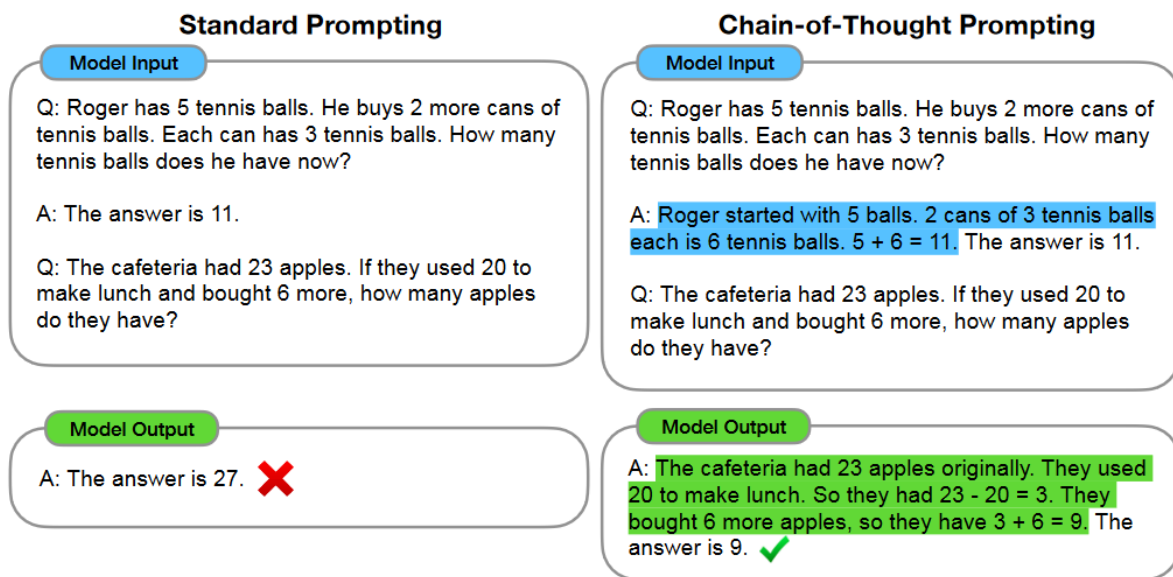 Standard Prompting
Model Input
Q: Roger has 5 tennis balls. He buys 2 more cans of
tennis balls. Each can has 3 tennis balls. How many
tennis balls does he have now?
A: The answer is 11.
Q: The cafeteria had 23 apples. If they used 20 to
make lunch and bought 6 more, how many apples
do they have?
Model Output
A: The answer is 27.
Chain-of-Thought Prompting
Model Input
Q: Roger has 5 tennis balls. He buys 2 more cans of
tennis balls. Each can has 3 tennis balls. How many
tennis balls does he have now?
A: Roger started with 5 balls. 2 cans of 3 tennis balls
each is 6 tennis balls. 5 + 6 = 11. The answer is 11.
Q: The cafeteria had 23 apples. If they used 20 to
make lunch and bought 6 more, how many apples
do they have?
Model Output
A: The cafeteria had 23 apples originally. They used
20 to make lunch. So they had 23 - 20 = 3. They
bought 6 more apples, so they have 3 + 6 = 9. The
answer is 9.